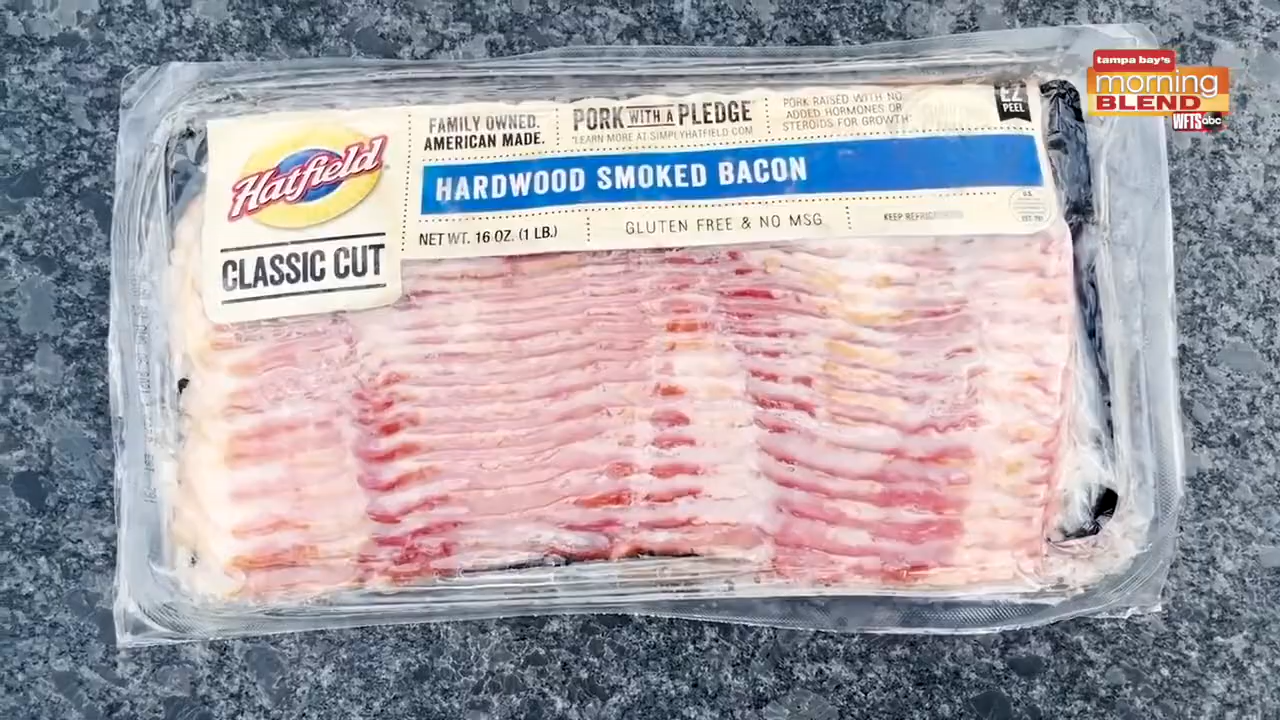 tampa bay's
morning
BLEND
WFTS abc
Hatfield
CLASSIC CUT
FAMILY OWNED.
AMERICAN MADE.
PORK WITH A PLEDGE
*LEARN MORE AT SIMPLYHATFIELD.COM
PORK RAISED WITH NO
ADDED HORMONES OR
STEROIDS FOR GROWTH*
EZ
PEEL
HARDWOOD SMOKED BACON
NET WT. 16 OZ. (1 LB.)
GLUTEN FREE & NO MSG
KEEP REFRIGERATED
U.S.